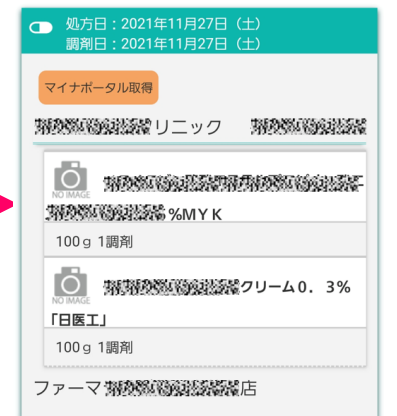 処方日：2021年11月27日（土）
調剤日：2021年11月27日（土）
マイナポータル取得
リニック
NO IMAGE
%MYK
100g 1調剤
NO IMAGE
クリーム0．3%
「日医工」
100g 1調剤
ファーマ 店